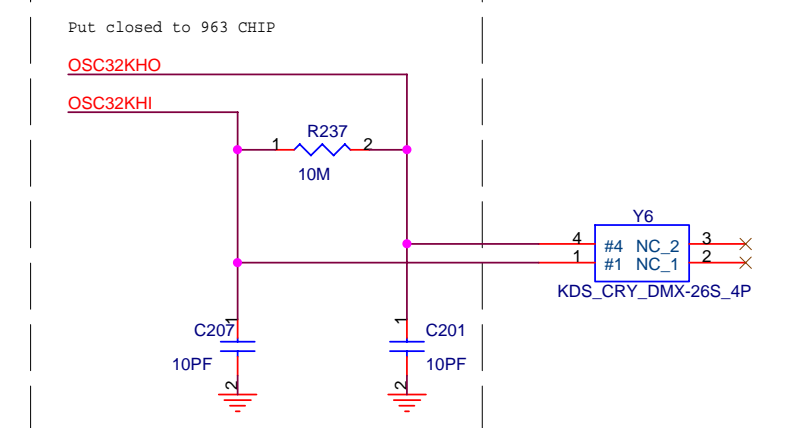 Put closed to 963 CHIP
OSC32KHO
OSC32KHI
R237
1 2
10M
Y6
4 #4 NC_2 3
1 #1 NC_1 2
KDS_CRY_DMX-26S_4P
1 1
C207 C201
10PF 10PF
2 2